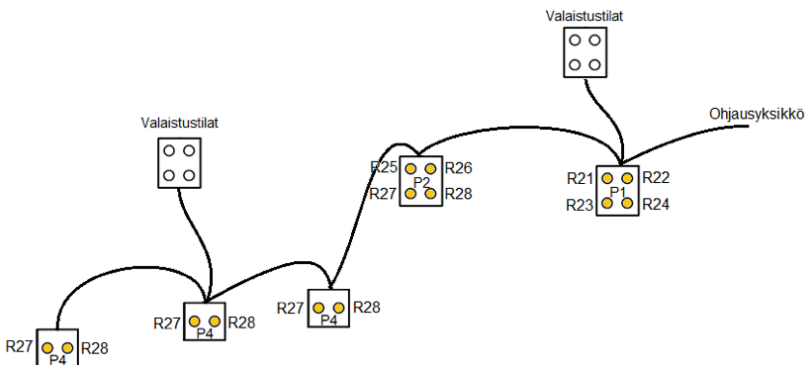 Valaistustilat
Ohjausyksikkö
Valaistustilat
R25 R26
P2
R27 R28
R21 R22
P1
R23 R24
R27 R28
P4
R27 R28
P4
R27 R28
P4